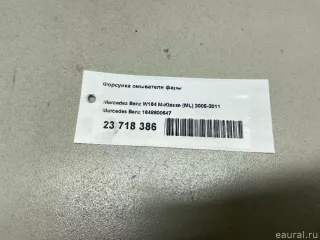 Форсунка омывателя фары
Mercedes Benz W164 M-Klasse (ML) 2005-2011
Mercedes Benz 1648600547
23 718 386
eaural.ru